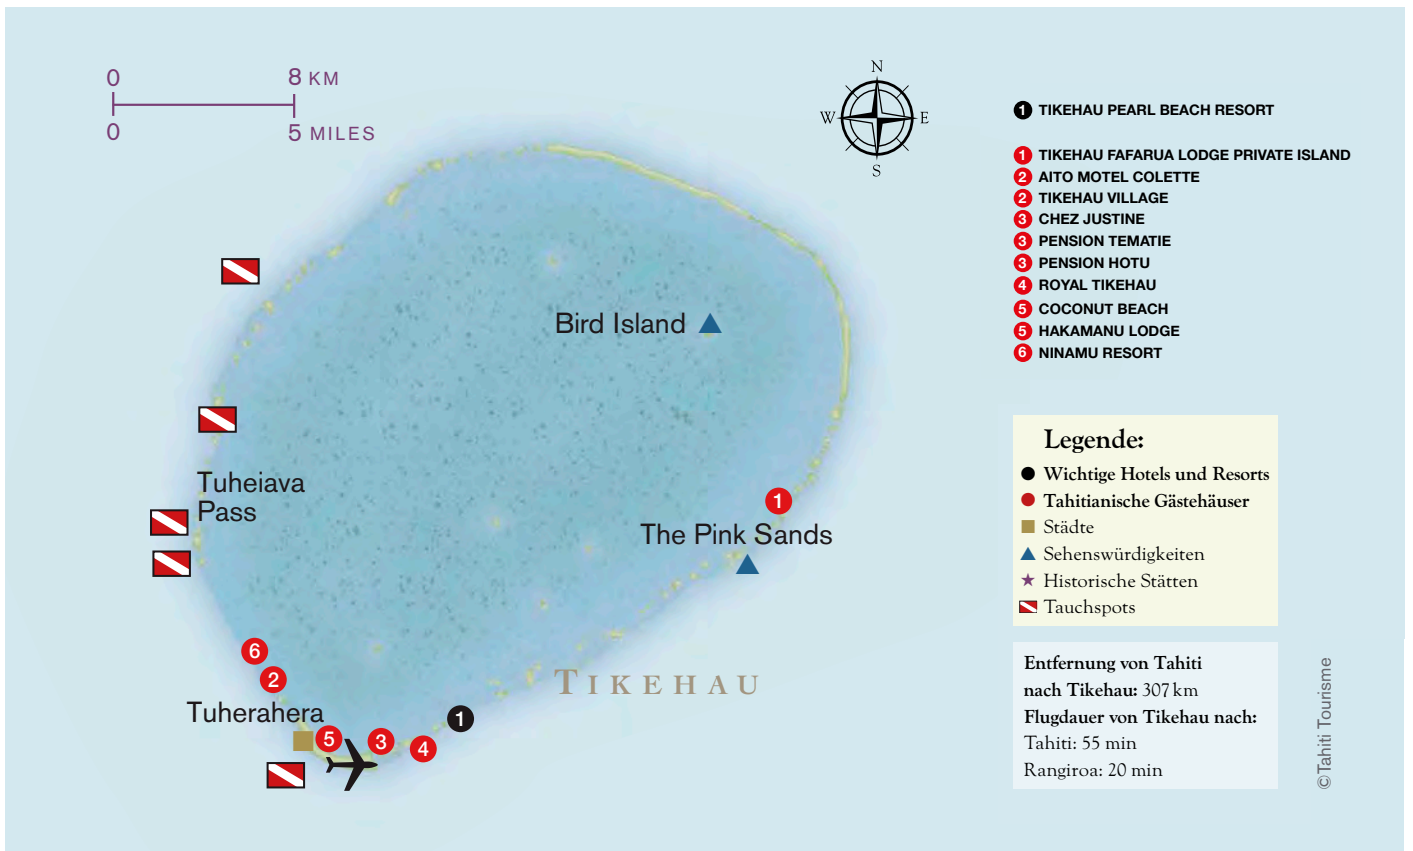 0 8 KM
0 5 MILES
N
W E
S
Bird Island
Tuheiava
Pass
1
The Pink Sands
6
2
Tuherahera
5
3
4
1
TIKEHAU
1 TIKEHAU PEARL BEACH RESORT
1 TIKEHAU FAFARUA LODGE PRIVATE ISLAND
2 AITO MOTEL COLETTE
2 TIKEHAU VILLAGE
3 CHEZ JUSTINE
3 PENSION TEMATIE
3 PENSION HOTU
4 ROYAL TIKEHAU
5 COCONUT BEACH
5 HAKAMANU LODGE
6 NINAMU RESORT
Legende:
Wichtige Hotels und Resorts
Tahitianische Gästehäuser
Städte
Sehenswürdigkeiten
Historische Stätten
Tauchspots
Entfernung von Tahiti
nach Tikehau: 307 km
Flugdauer von Tikehau nach:
Tahiti: 55 min
Rangiroa: 20 min
©Tahiti Tourisme